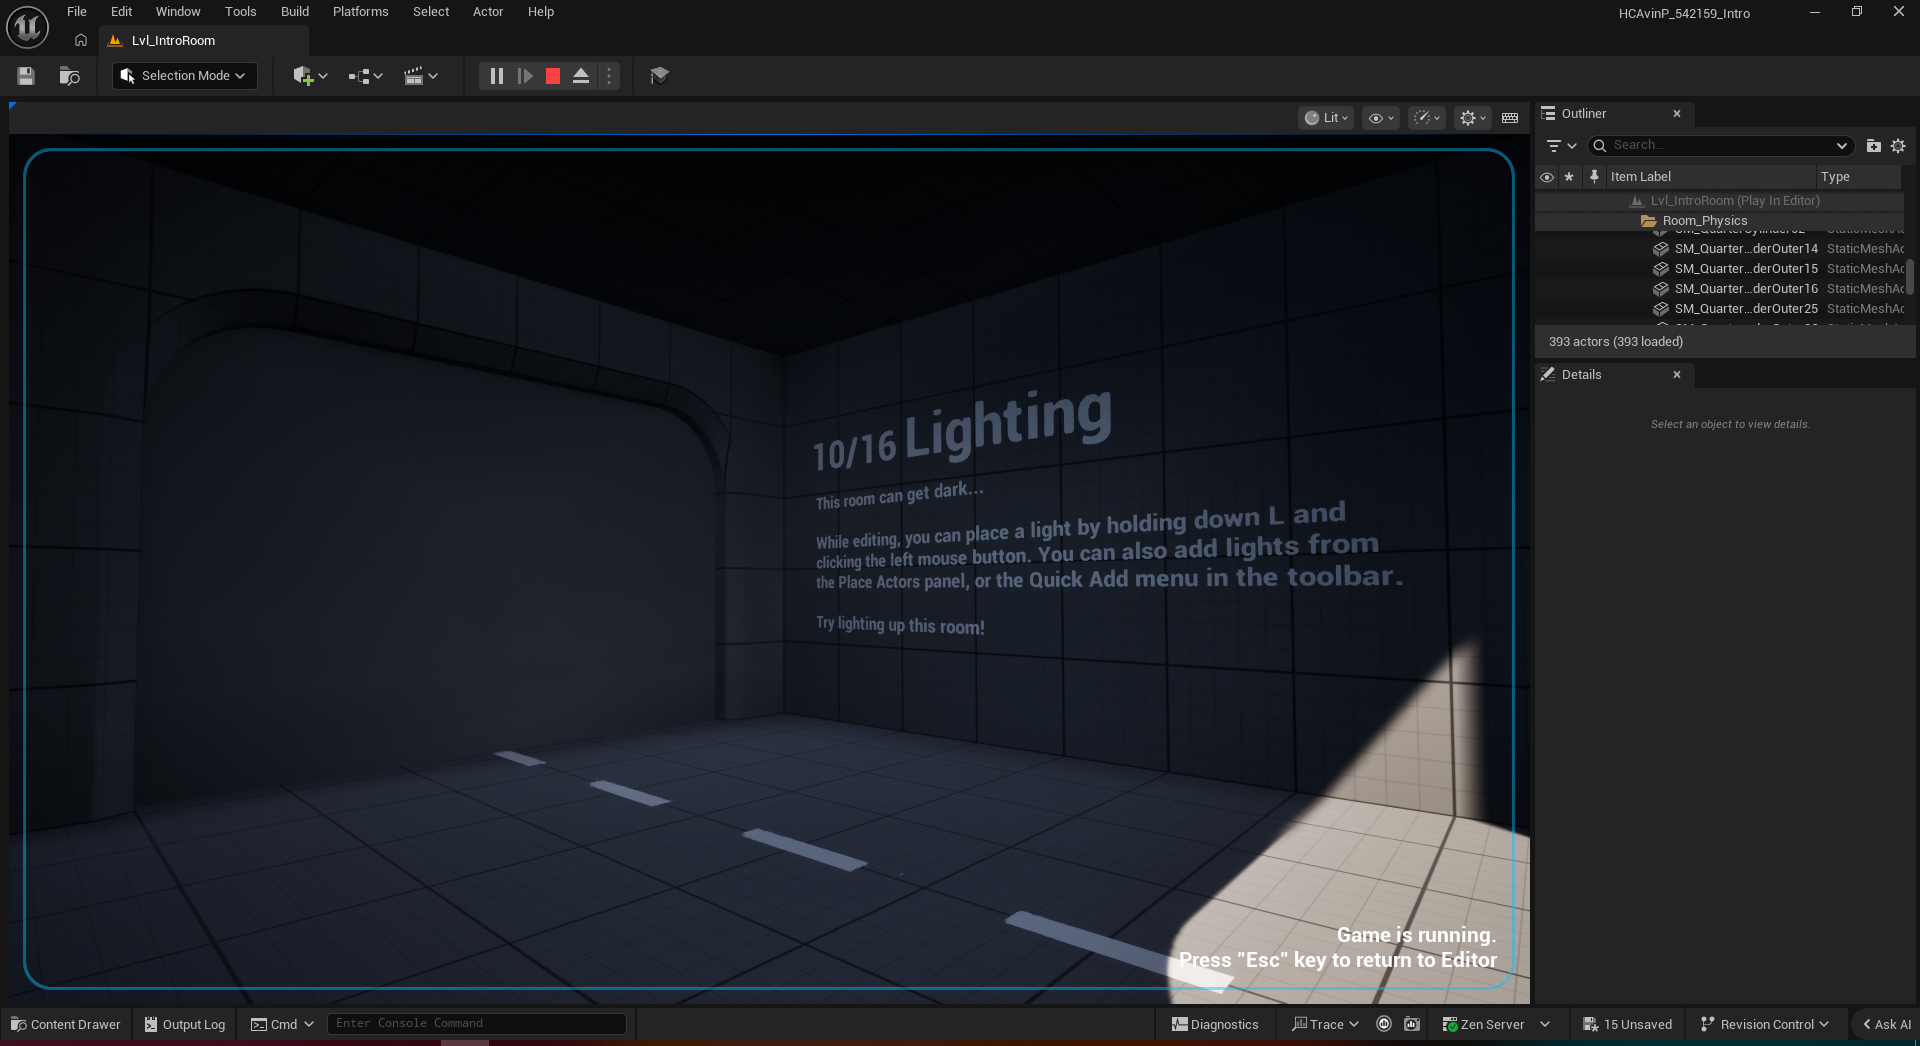 File Edit Window Tools Build Platforms Select Actor Help
HCAvinP_542159_Intro
Lvl_IntroRoom
Selection Mode
Lit
Outliner
Search...
Item Label Type
Lvl_IntroRoom (Play In Editor)
Room_Physics
SM_Quarter...derOuter14 StaticMeshAc
SM_Quarter...derOuter15 StaticMeshAc
SM_Quarter...derOuter16 StaticMeshAc
SM_Quarter...derOuter25 StaticMeshAc
393 actors (393 loaded)
Details
Select an object to view details.
10/16 Lighting
This room can get dark...
While editing, you can place a light by holding down L and
clicking the left mouse button. You can also add lights from
the Place Actors panel, or the Quick Add menu in the toolbar.
Try lighting up this room!
Game is running.
Press "Esc" key to return to Editor
Content Drawer Output Log Cmd Enter Console Command Diagnostics Trace Zen Server 15 Unsaved Revision Control Ask AI